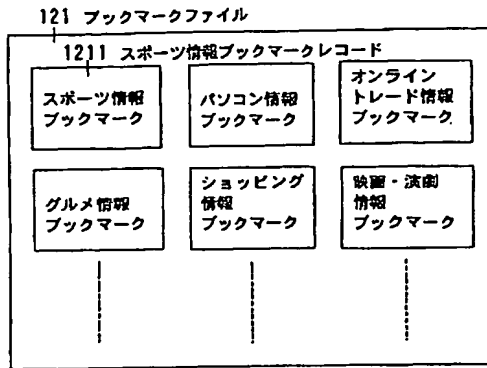 121 ブックマークファイル
1211 スポーツ情報ブックマークレコード
スポーツ情報
ブックマーク
パソコン情報
ブックマーク
オンライン
トレード情報
ブックマーク
グルメ情報
ブックマーク
ショッピング
情報
ブックマーク
映画・演劇
情報
ブックマーク